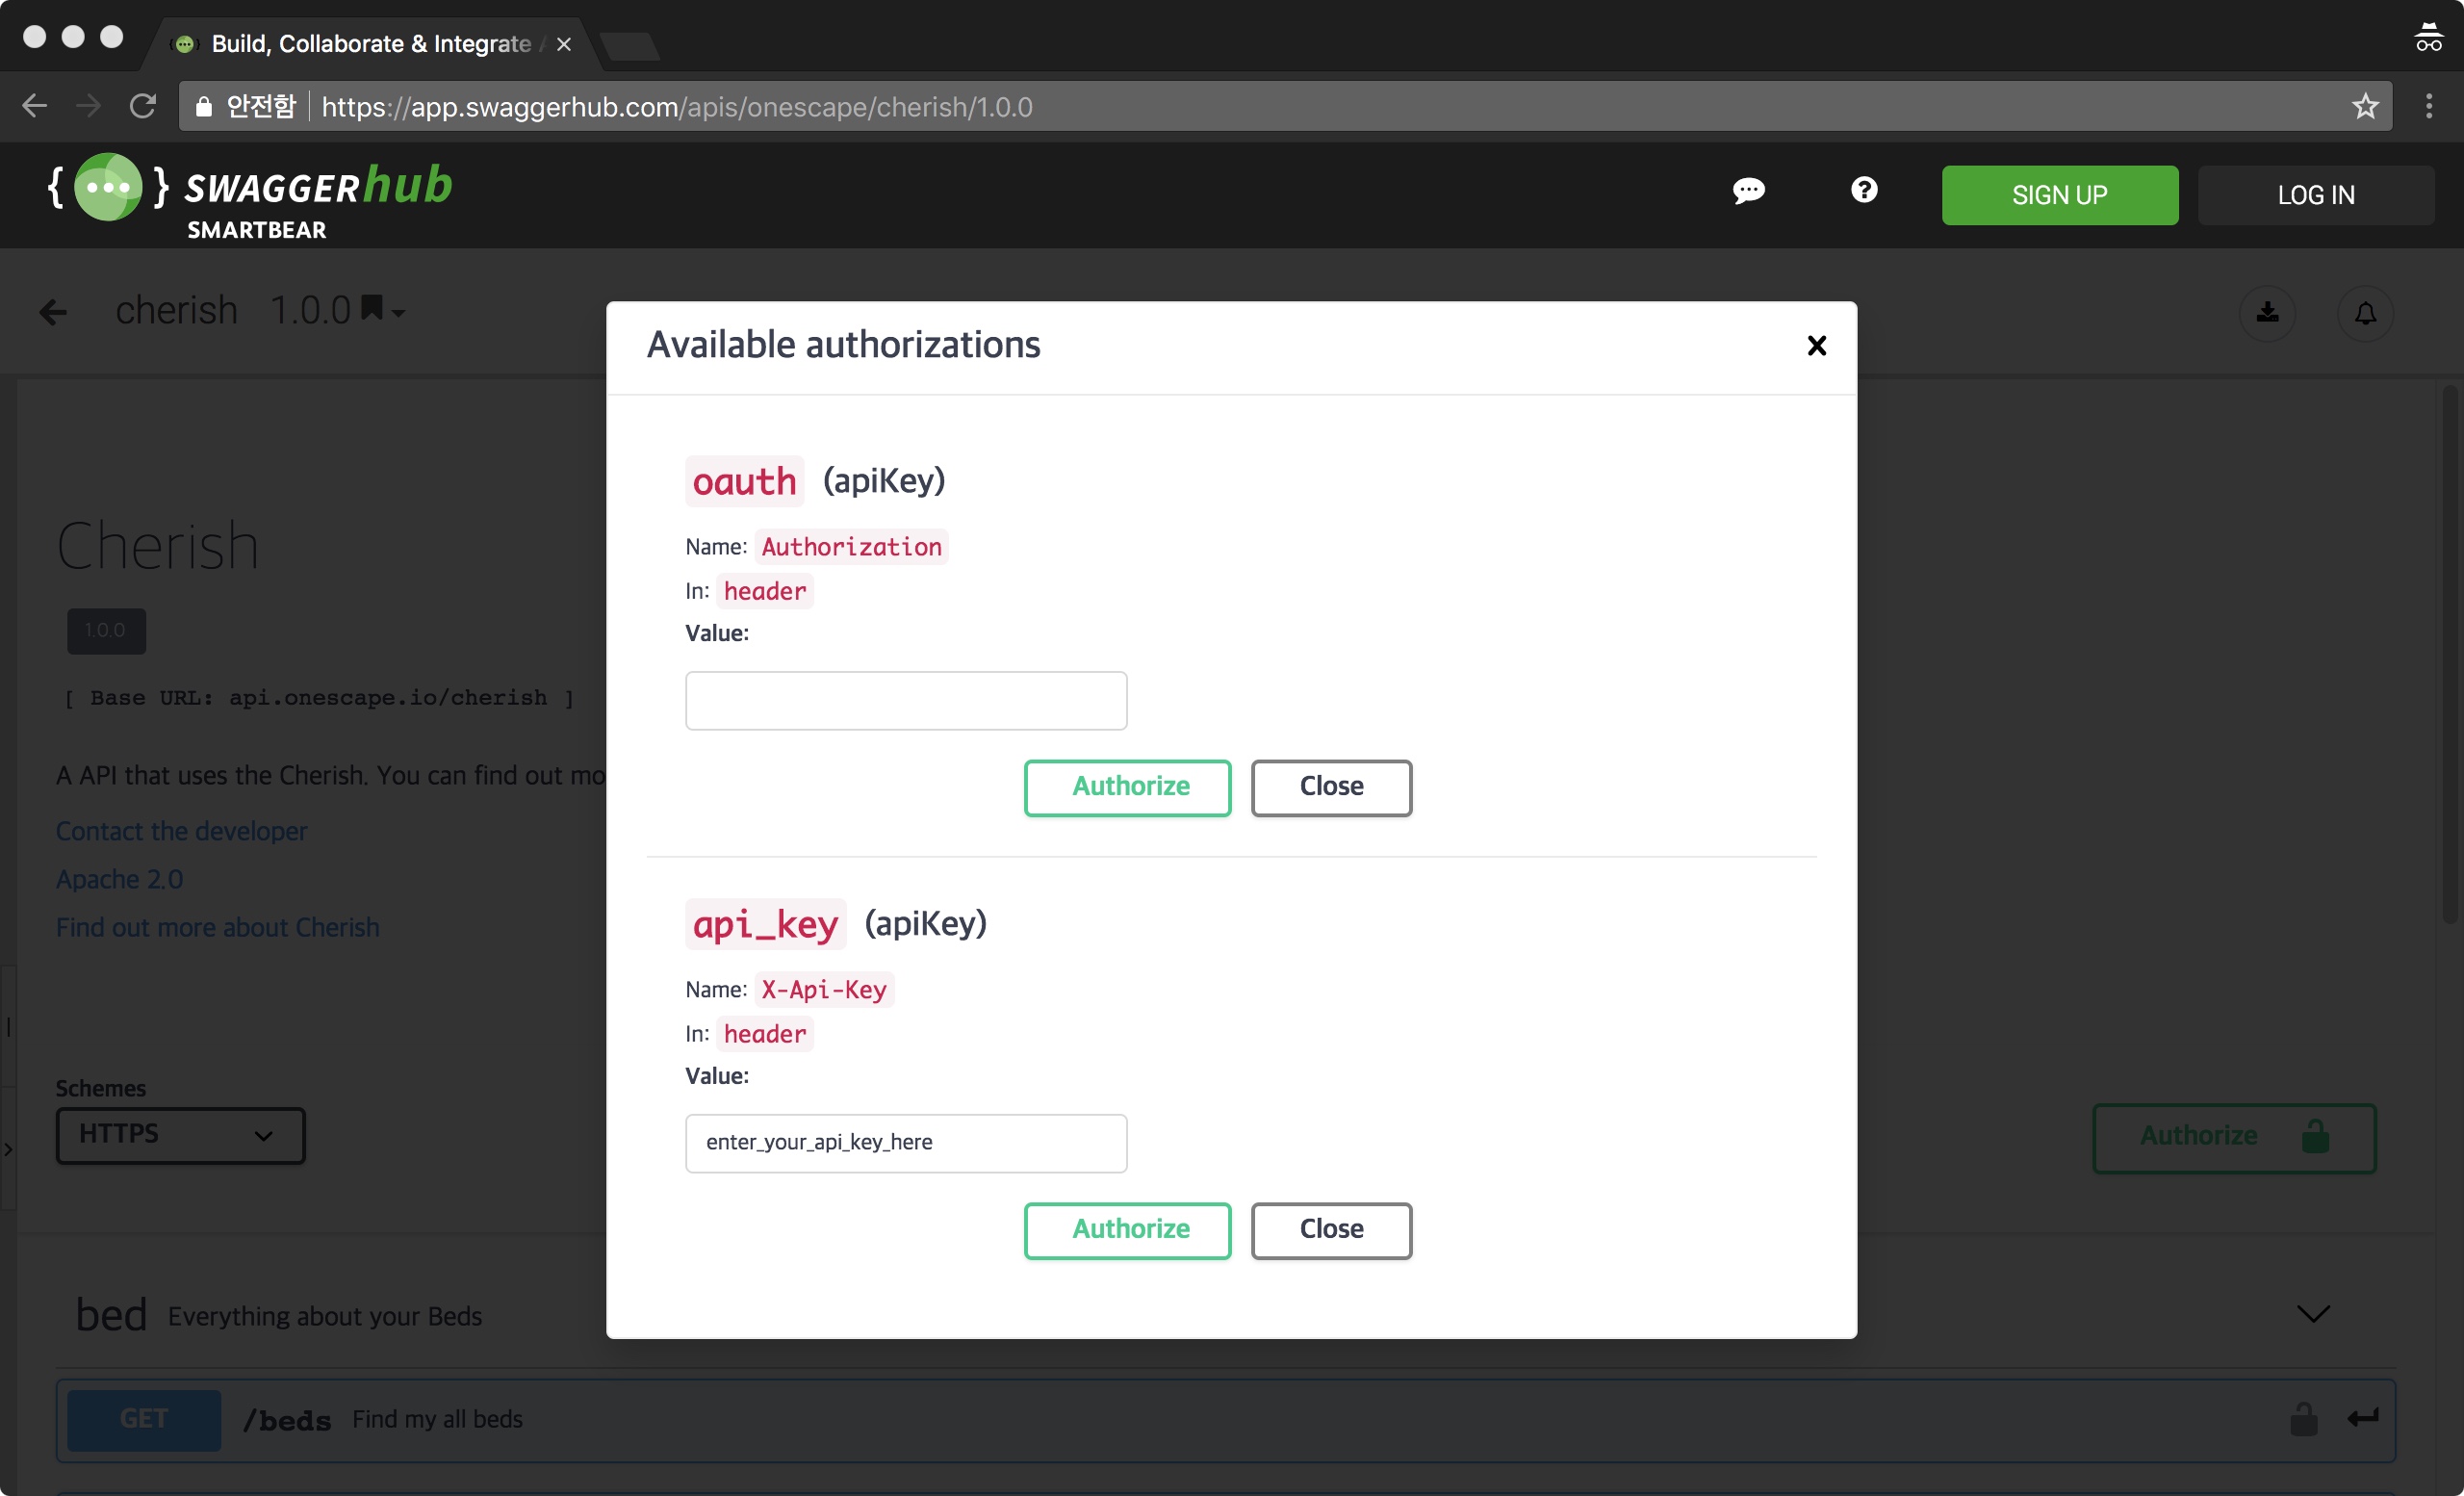 Build, Collaborate & Integrate
안전함 https://app.swaggerhub.com/apis/onescape/cherish/1.0.0
{ ••• } SWAGGERhub
SMARTBEAR
SIGN UP
LOG IN
cherish 1.0.0
Available authorizations
oauth (apiKey)
Name: Authorization
In: header
Value:
Authorize Close
api_key (apiKey)
Name: X-Api-Key
In: header
Value:
enter_your_api_key_here
Authorize Close
Cherish
1.0.0
[ Base URL: api.onescape.io/cherish ]
A API that uses the Cherish. You can find out mo
Contact the developer
Apache 2.0
Find out more about Cherish
Schemes
HTTPS
Authorize
bed Everything about your Beds
GET /beds Find my all beds